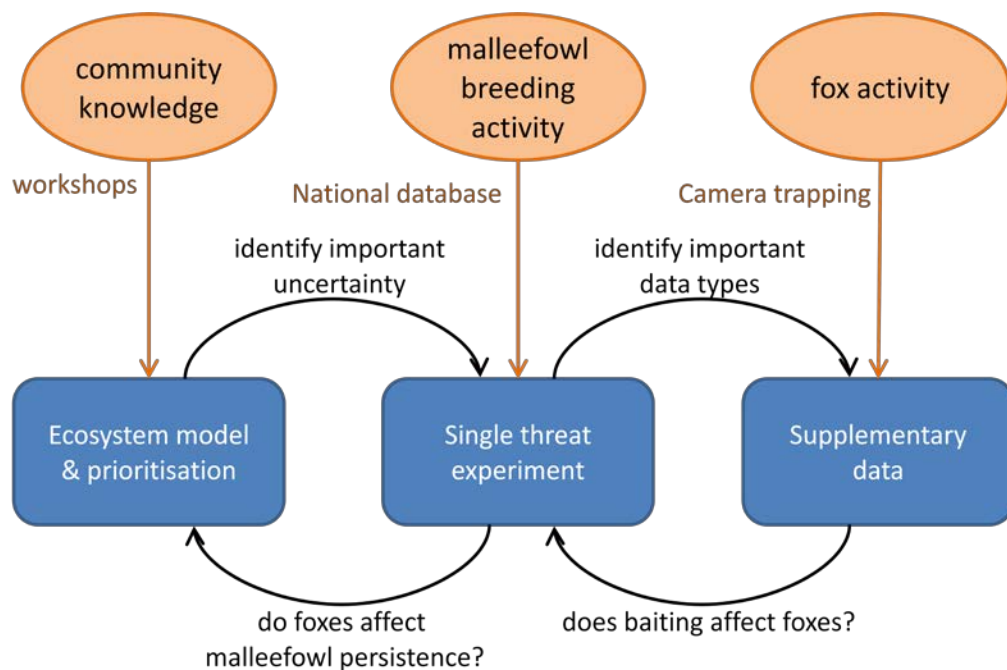 community
knowledge
malleefowl
breeding
activity
fox activity
workshops
National database
Camera trapping
identify important
uncertainty
identify important
data types
Ecosystem model
& prioritisation
Single threat
experiment
Supplementary
data
do foxes affect
malleefowl persistence?
does baiting affect foxes?